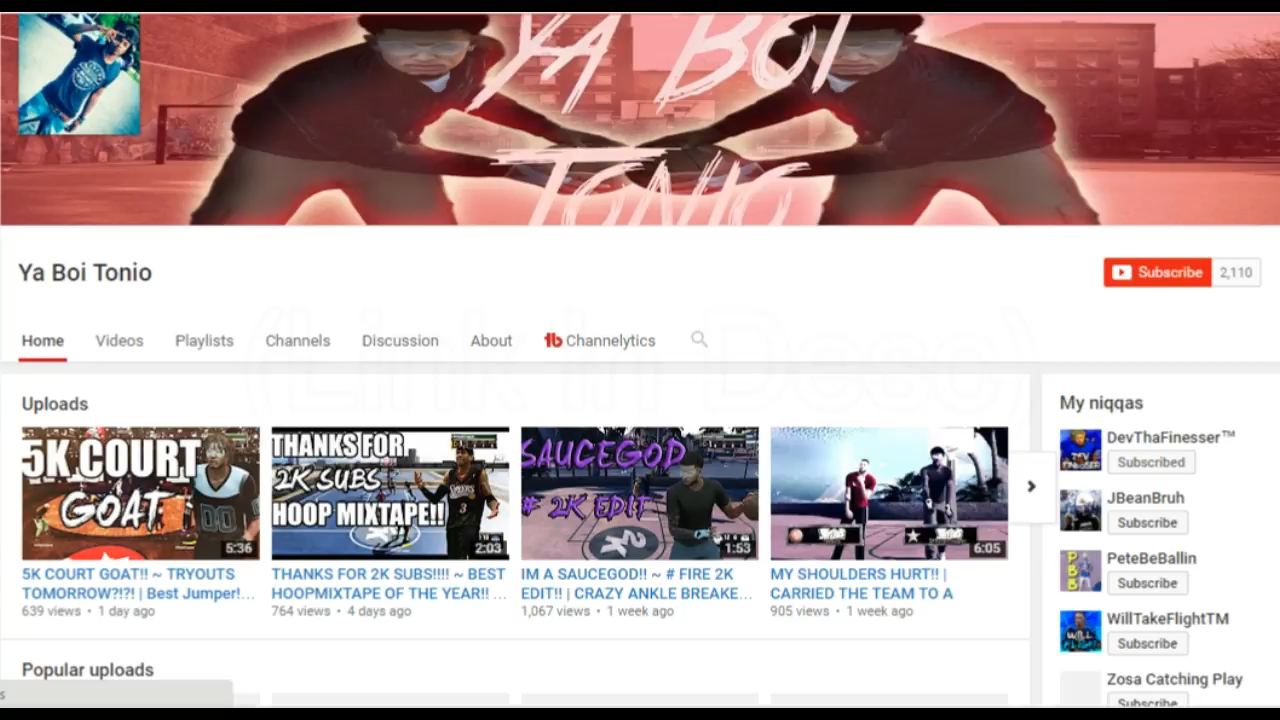 YA BOI
TONIO
Ya Boi Tonio
Subscribe 2,110
Home Videos Playlists Channels Discussion About Channelytics
(Link In Desc)
Uploads
5K COURT
GOAT
5:36
5K COURT GOAT!! ~ TRYOUTS
TOMORROW?!?! | Best Jumper!...
639 views • 1 day ago
THANKS FOR
2K SUBS
HOOP MIXTAPE!!
2:03
THANKS FOR 2K SUBS!!!! ~ BEST
HOOPMIXTAPE OF THE YEAR!! ...
764 views • 4 days ago
SAUCEGOD
# 2K EDIT
1:53
IM A SAUCEGOD!! ~ # FIRE 2K
EDIT!! | CRAZY ANKLE BREAKE...
1,067 views • 1 week ago
6:05
MY SHOULDERS HURT!! |
CARRIED THE TEAM TO A
905 views • 1 week ago
My niqqas
DevThaFinesser™
Subscribed
JBeanBruh
Subscribe
PeteBeBallin
Subscribe
WillTakeFlightTM
Subscribe
Zosa Catching Play
Subscribe
Popular uploads